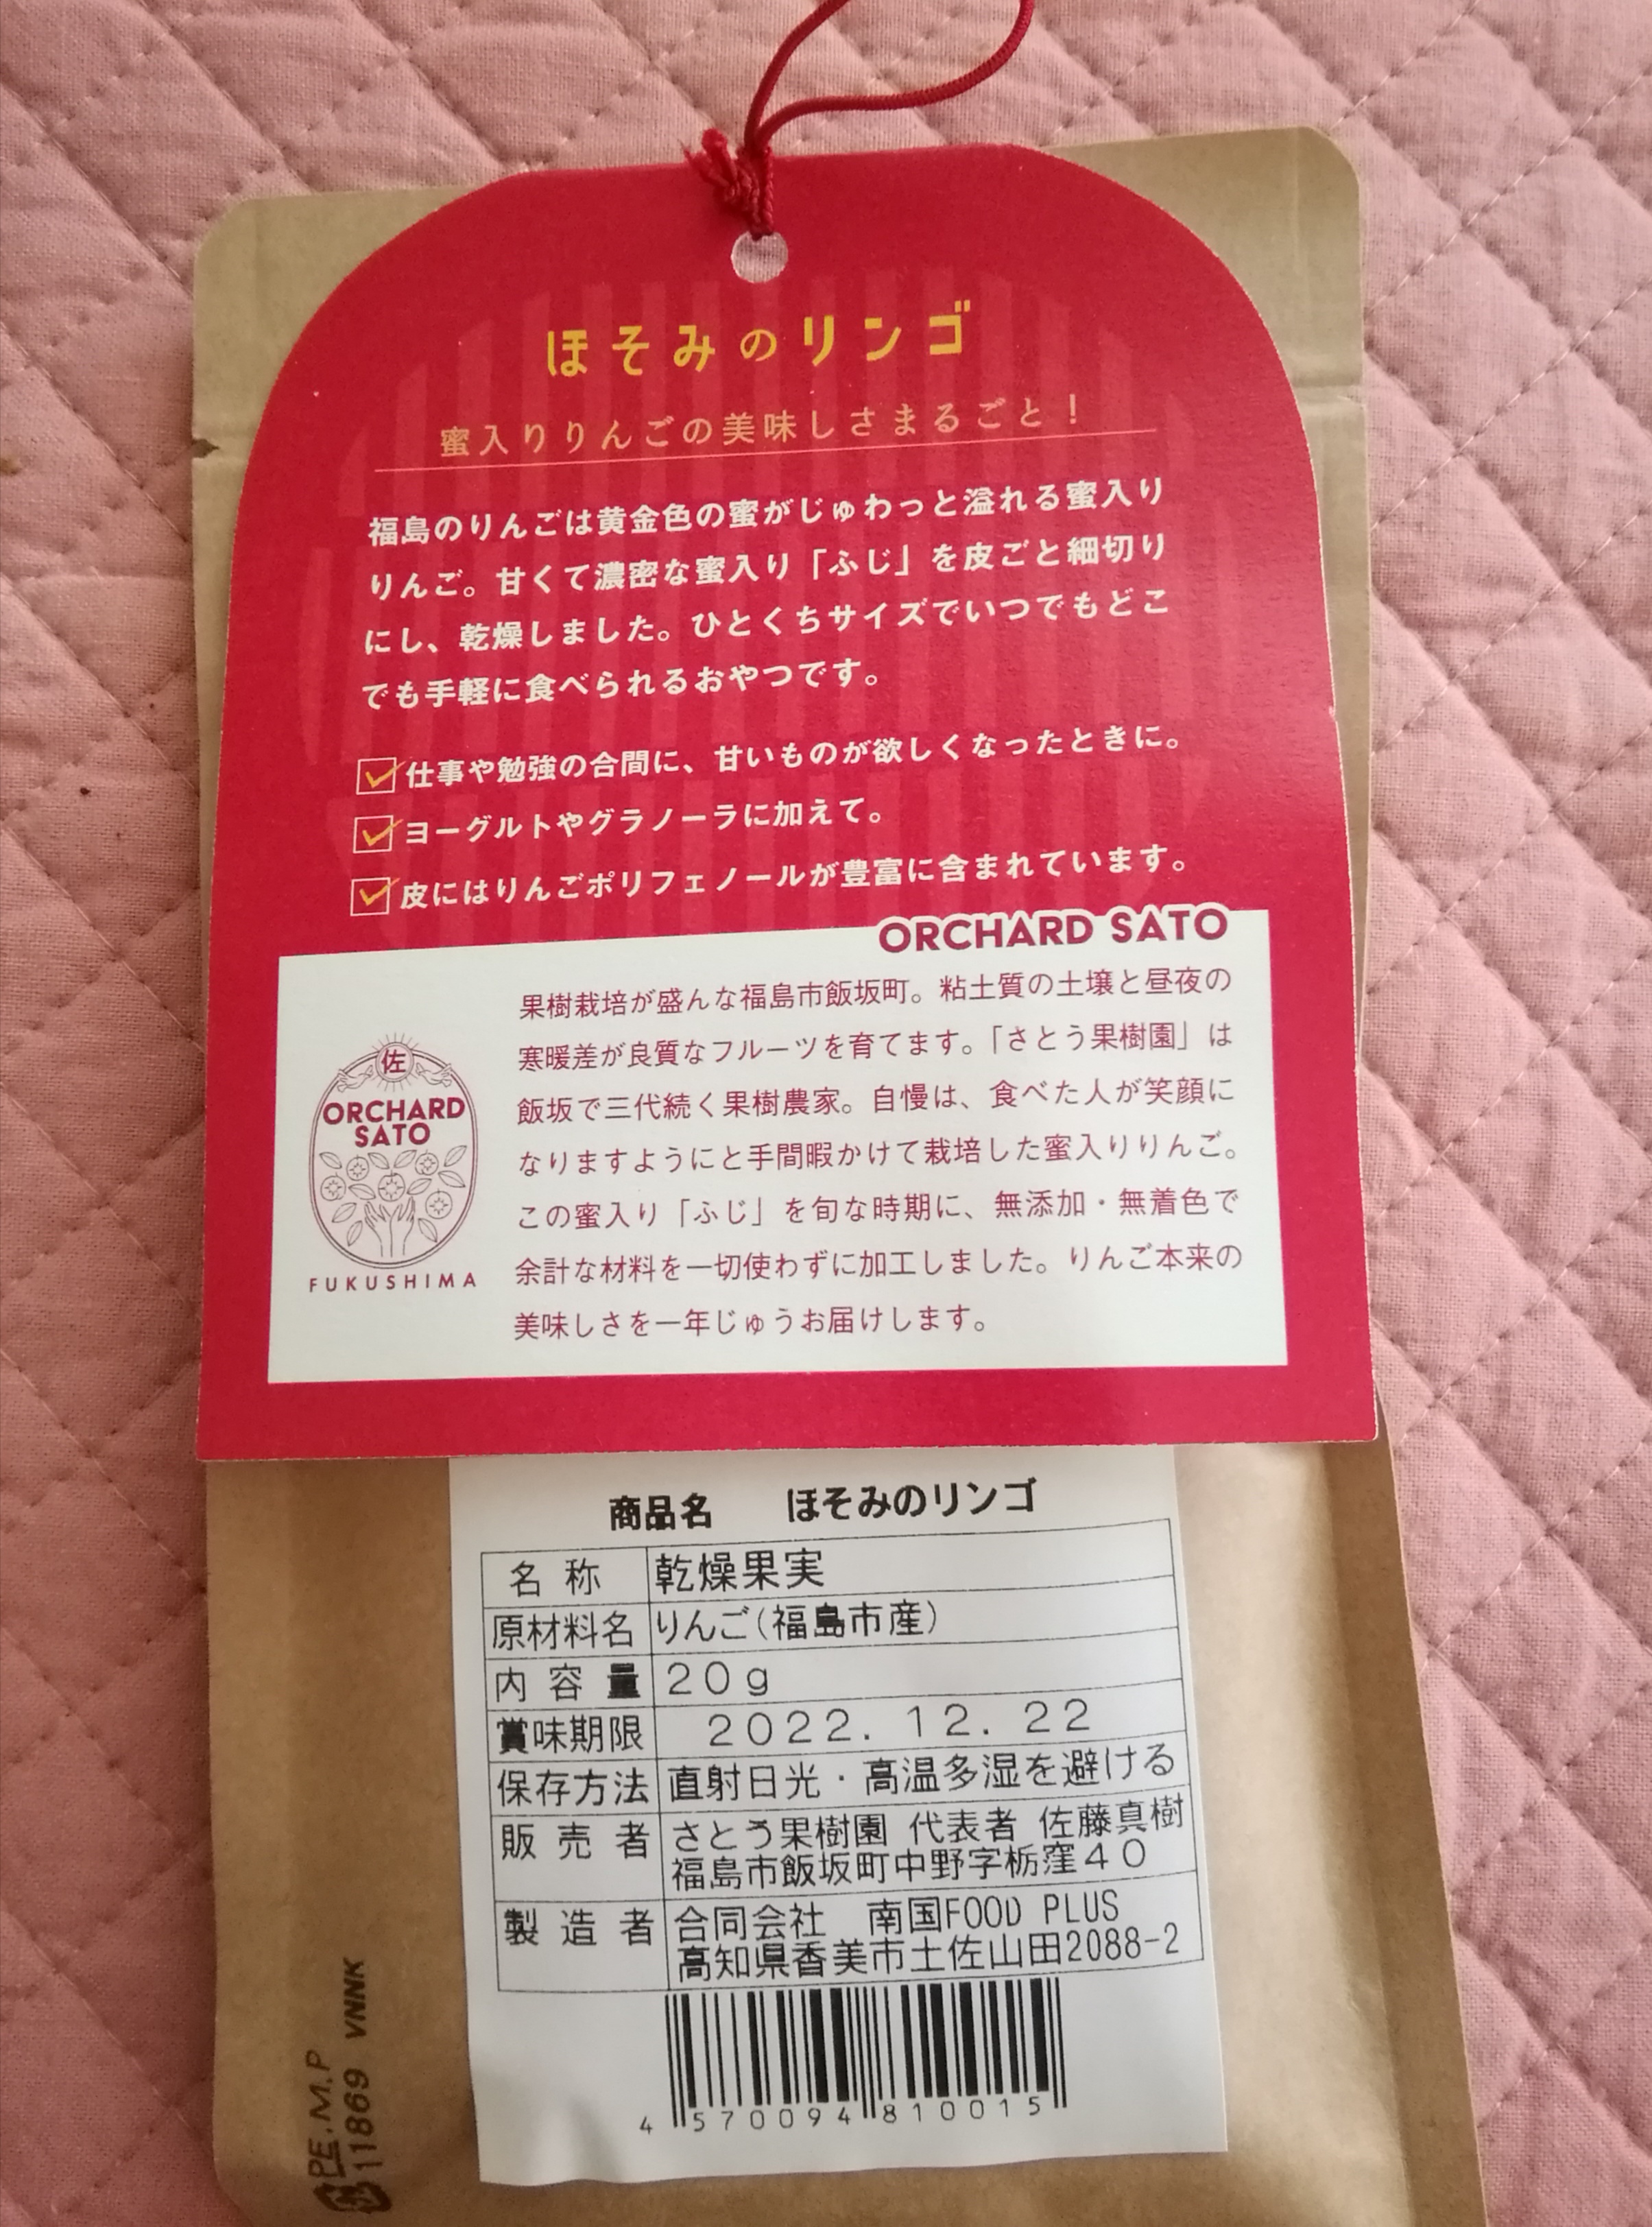 ほそみのリンゴ
蜜入りりんごの美味しさまるごと！
福島のりんごは黄金色の蜜がじゅわっと溢れる蜜入り
りんご。甘くて濃密な蜜入り「ふじ」を皮ごと細切り
にし、乾燥しました。ひとくちサイズでいつでもどこ
でも手軽に食べられるおやつです。
仕事や勉強の合間に、甘いものが欲しくなったときに。
ヨーグルトやグラノーラに加えて。
皮にはりんごポリフェノールが豊富に含まれています。
ORCHARD SATO
果樹栽培が盛んな福島市飯坂町。粘土質の土壌と昼夜の
寒暖差が良質なフルーツを育てます。「さとう果樹園」は
飯坂で三代続く果樹農家。自慢は、食べた人が笑顔に
なりますようにと手間暇かけて栽培した蜜入りりんご。
この蜜入り「ふじ」を旬な時期に、無添加・無着色で
余計な材料を一切使わずに加工しました。りんご本来の
美味しさを一年じゅうお届けします。
佐
ORCHARD
SATO
FUKUSHIMA
商品名 ほそみのリンゴ
名称 乾燥果実
原材料名 りんご(福島市産)
内容量 20g
賞味期限 2022.12.22
保存方法 直射日光・高温多湿を避ける
販売者 さとう果樹園 代表者 佐藤真樹
福島市飯坂町中野字栃窪40
製造者 合同会社 南国FOOD PLUS
高知県香美市土佐山田2088-2
4 570094 810015
PE.M.P
11869 VNNK